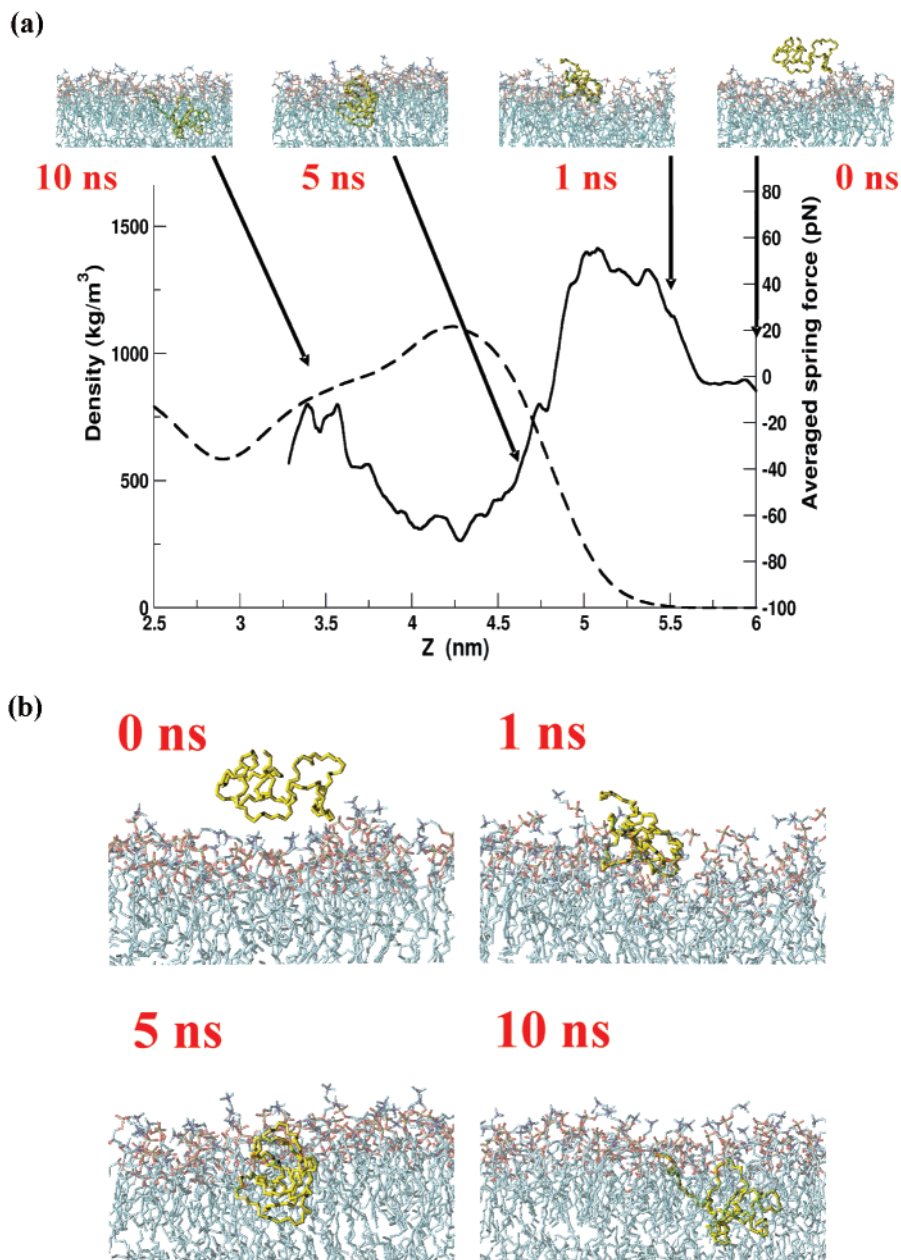 (a)
10 ns
5 ns
1 ns
0 ns
Density (kg/m³)
1500
1000
500
0
80
60
40
20
0
-20
-40
-60
-80
-100
Averaged spring force (pN)
2.5 3 3.5 4 4.5 5 5.5 6
Z (nm)
(b)
0 ns
1 ns
5 ns
10 ns